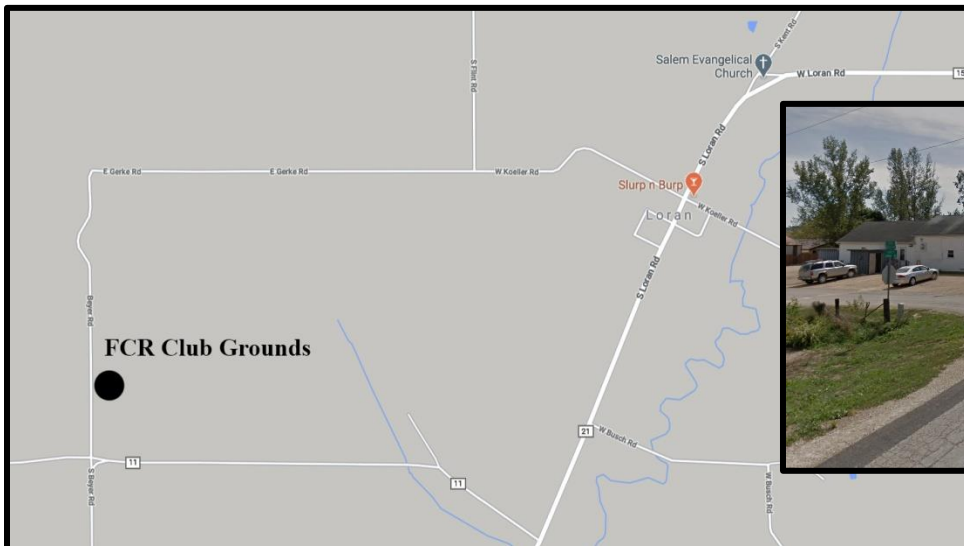 S Kent Rd
Salem Evangelical
Church
W Loran Rd
15
S Flint Rd
S Loran Rd
E Gerke Rd
E Gerke Rd
W Koeller Rd
Slurp n Burp
W Koeller Rd
Loran
S Loran Rd
Beyer Rd
FCR Club Grounds
21
W Busch Rd
11
11
S Beyer Rd
W Busch Rd